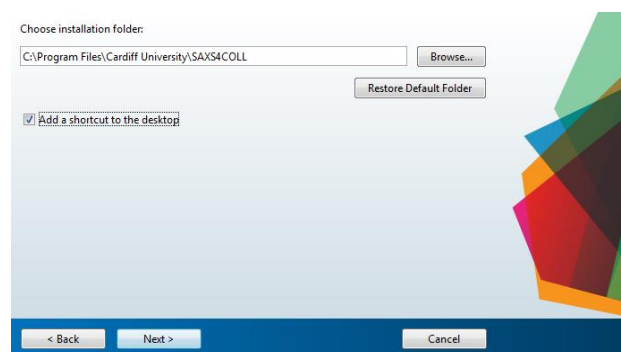 Choose installation folder:
C:\Program Files\Cardiff University\SAXS4COLL
Browse...
Restore Default Folder
Add a shortcut to the desktop
< Back
Next >
Cancel